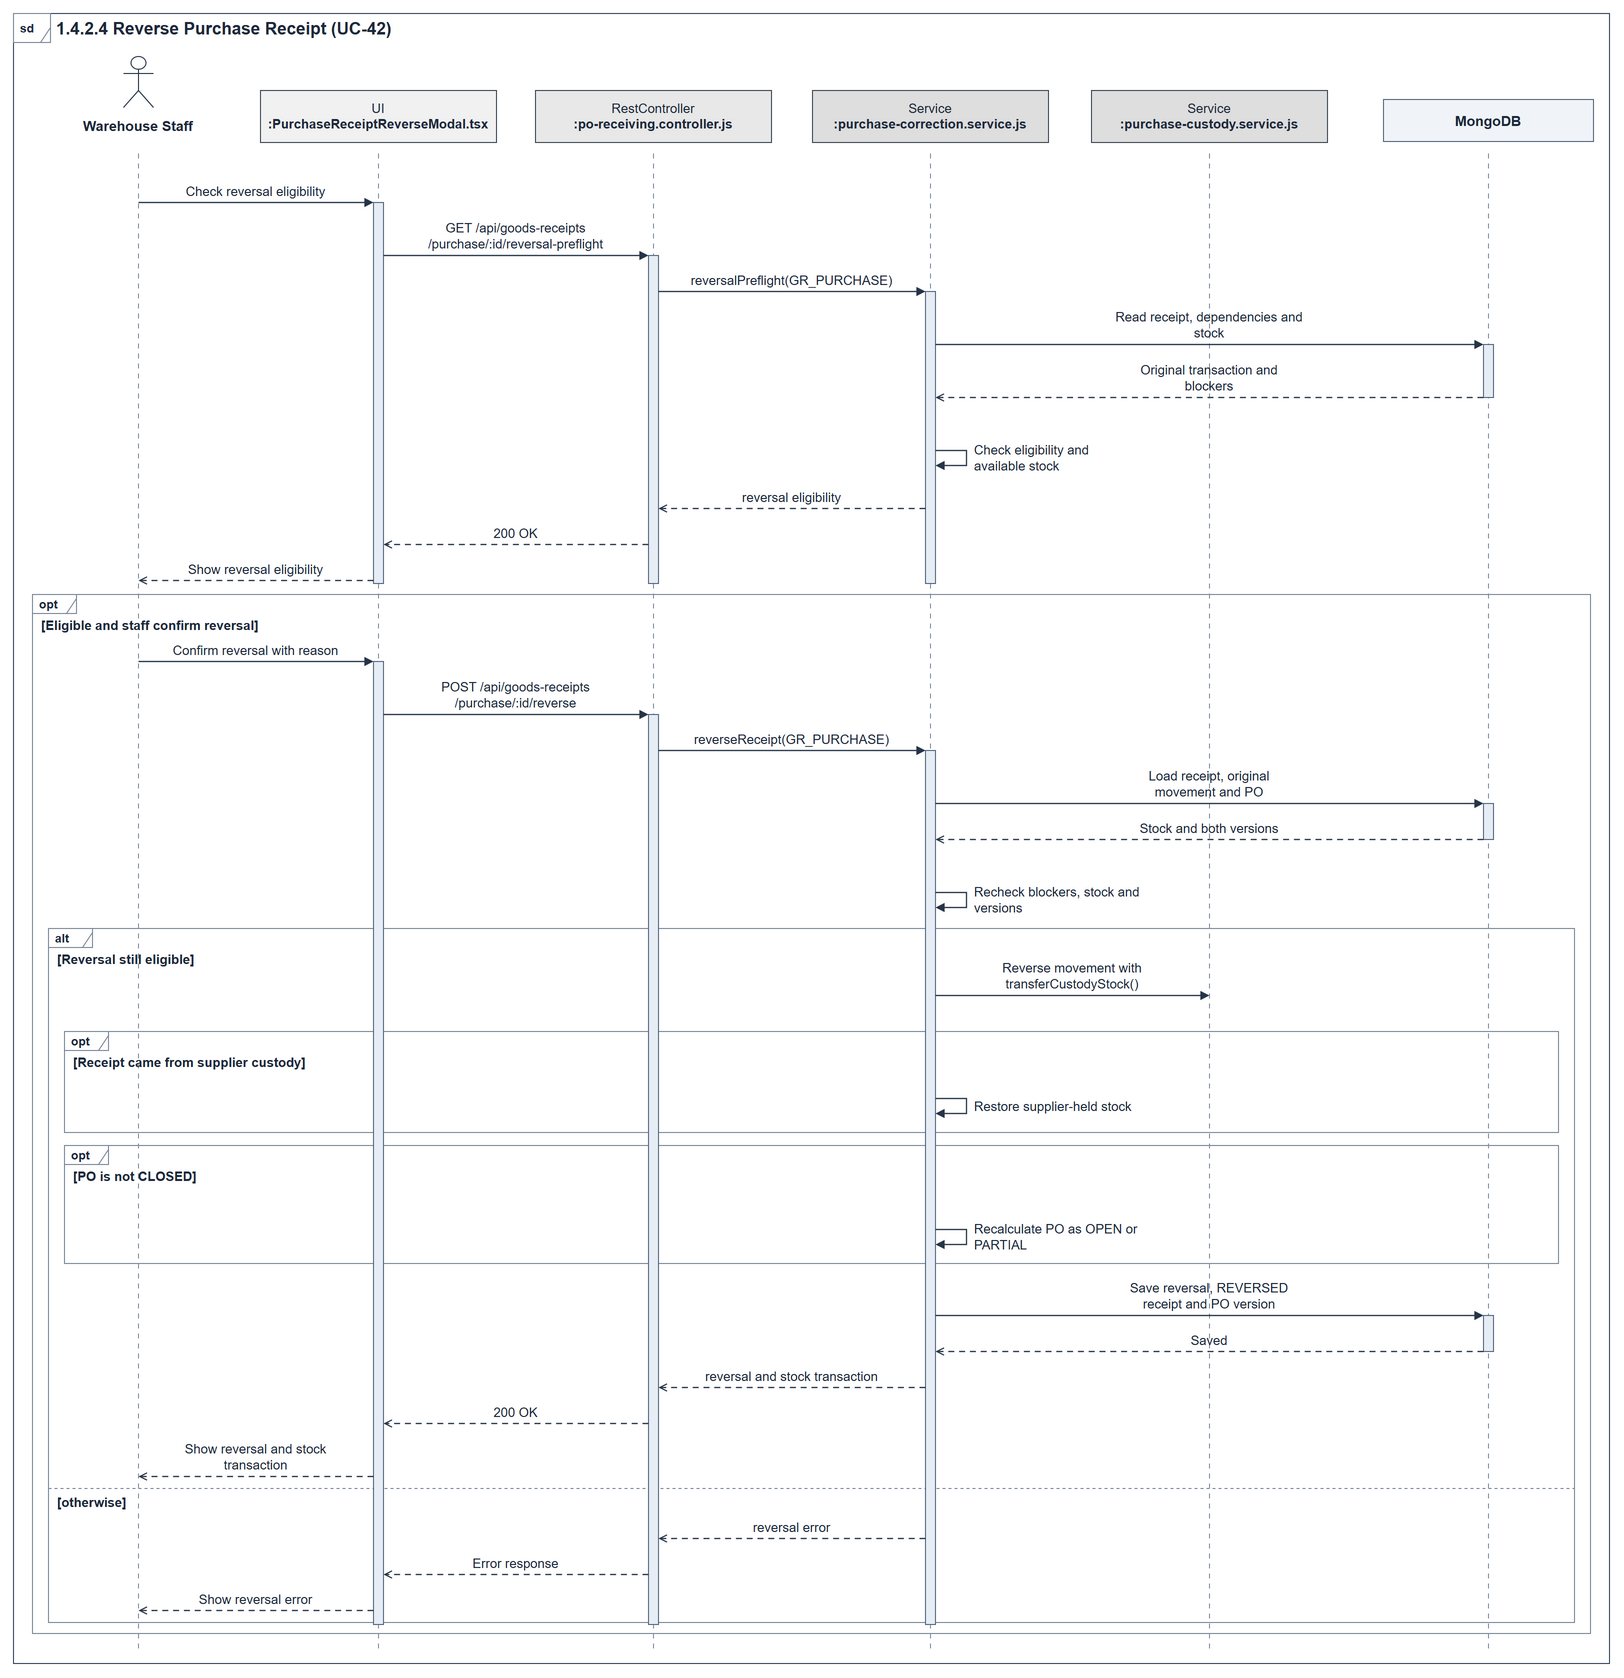 sd
1.4.2.4 Reverse Purchase Receipt (UC-42)
Warehouse Staff
UI
:PurchaseReceiptReverseModal.tsx
RestController
:po-receiving.controller.js
Service
:purchase-correction.service.js
Service
:purchase-custody.service.js
MongoDB
Check reversal eligibility
GET /api/goods-receipts
/purchase/:id/reversal-preflight
reversalPreflight(GR_PURCHASE)
Read receipt, dependencies and
stock
Original transaction and
blockers
Check eligibility and
available stock
reversal eligibility
200 OK
Show reversal eligibility
opt
[Eligible and staff confirm reversal]
Confirm reversal with reason
POST /api/goods-receipts
/purchase/:id/reverse
reverseReceipt(GR_PURCHASE)
Load receipt, original
movement and PO
Stock and both versions
Recheck blockers, stock and
versions
alt
[Reversal still eligible]
Reverse movement with
transferCustodyStock()
opt
[Receipt came from supplier custody]
Restore supplier-held stock
opt
[PO is not CLOSED]
Recalculate PO as OPEN or
PARTIAL
Save reversal, REVERSED
receipt and PO version
Saved
reversal and stock transaction
200 OK
Show reversal and stock
transaction
[otherwise]
reversal error
Error response
Show reversal error